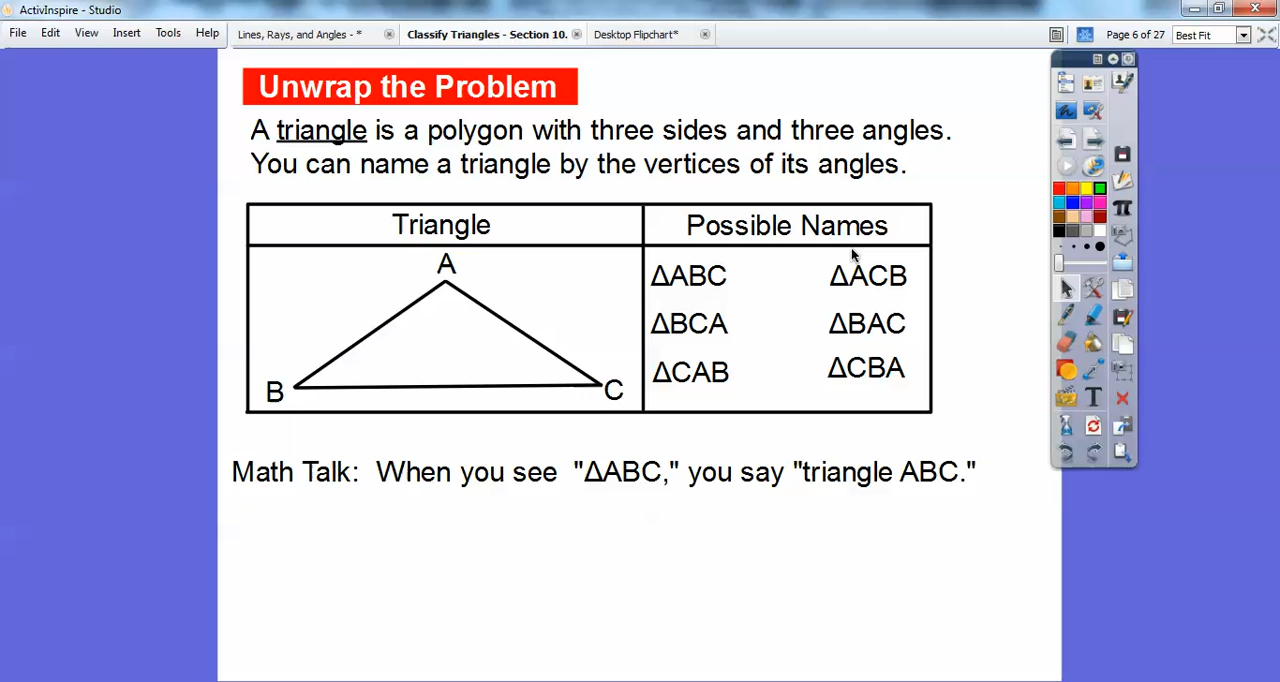 ActivInspire - Studio
File Edit View Insert Tools Help
Lines, Rays, and Angles - *
Classify Triangles - Section 10.
Desktop Flipchart*
Page 6 of 27
Best Fit
Unwrap the Problem
A triangle is a polygon with three sides and three angles.
You can name a triangle by the vertices of its angles.
Triangle
Possible Names
A
B
C
ΔABC ΔACB
ΔBCA ΔBAC
ΔCAB ΔCBA
Math Talk: When you see "ΔABC," you say "triangle ABC."